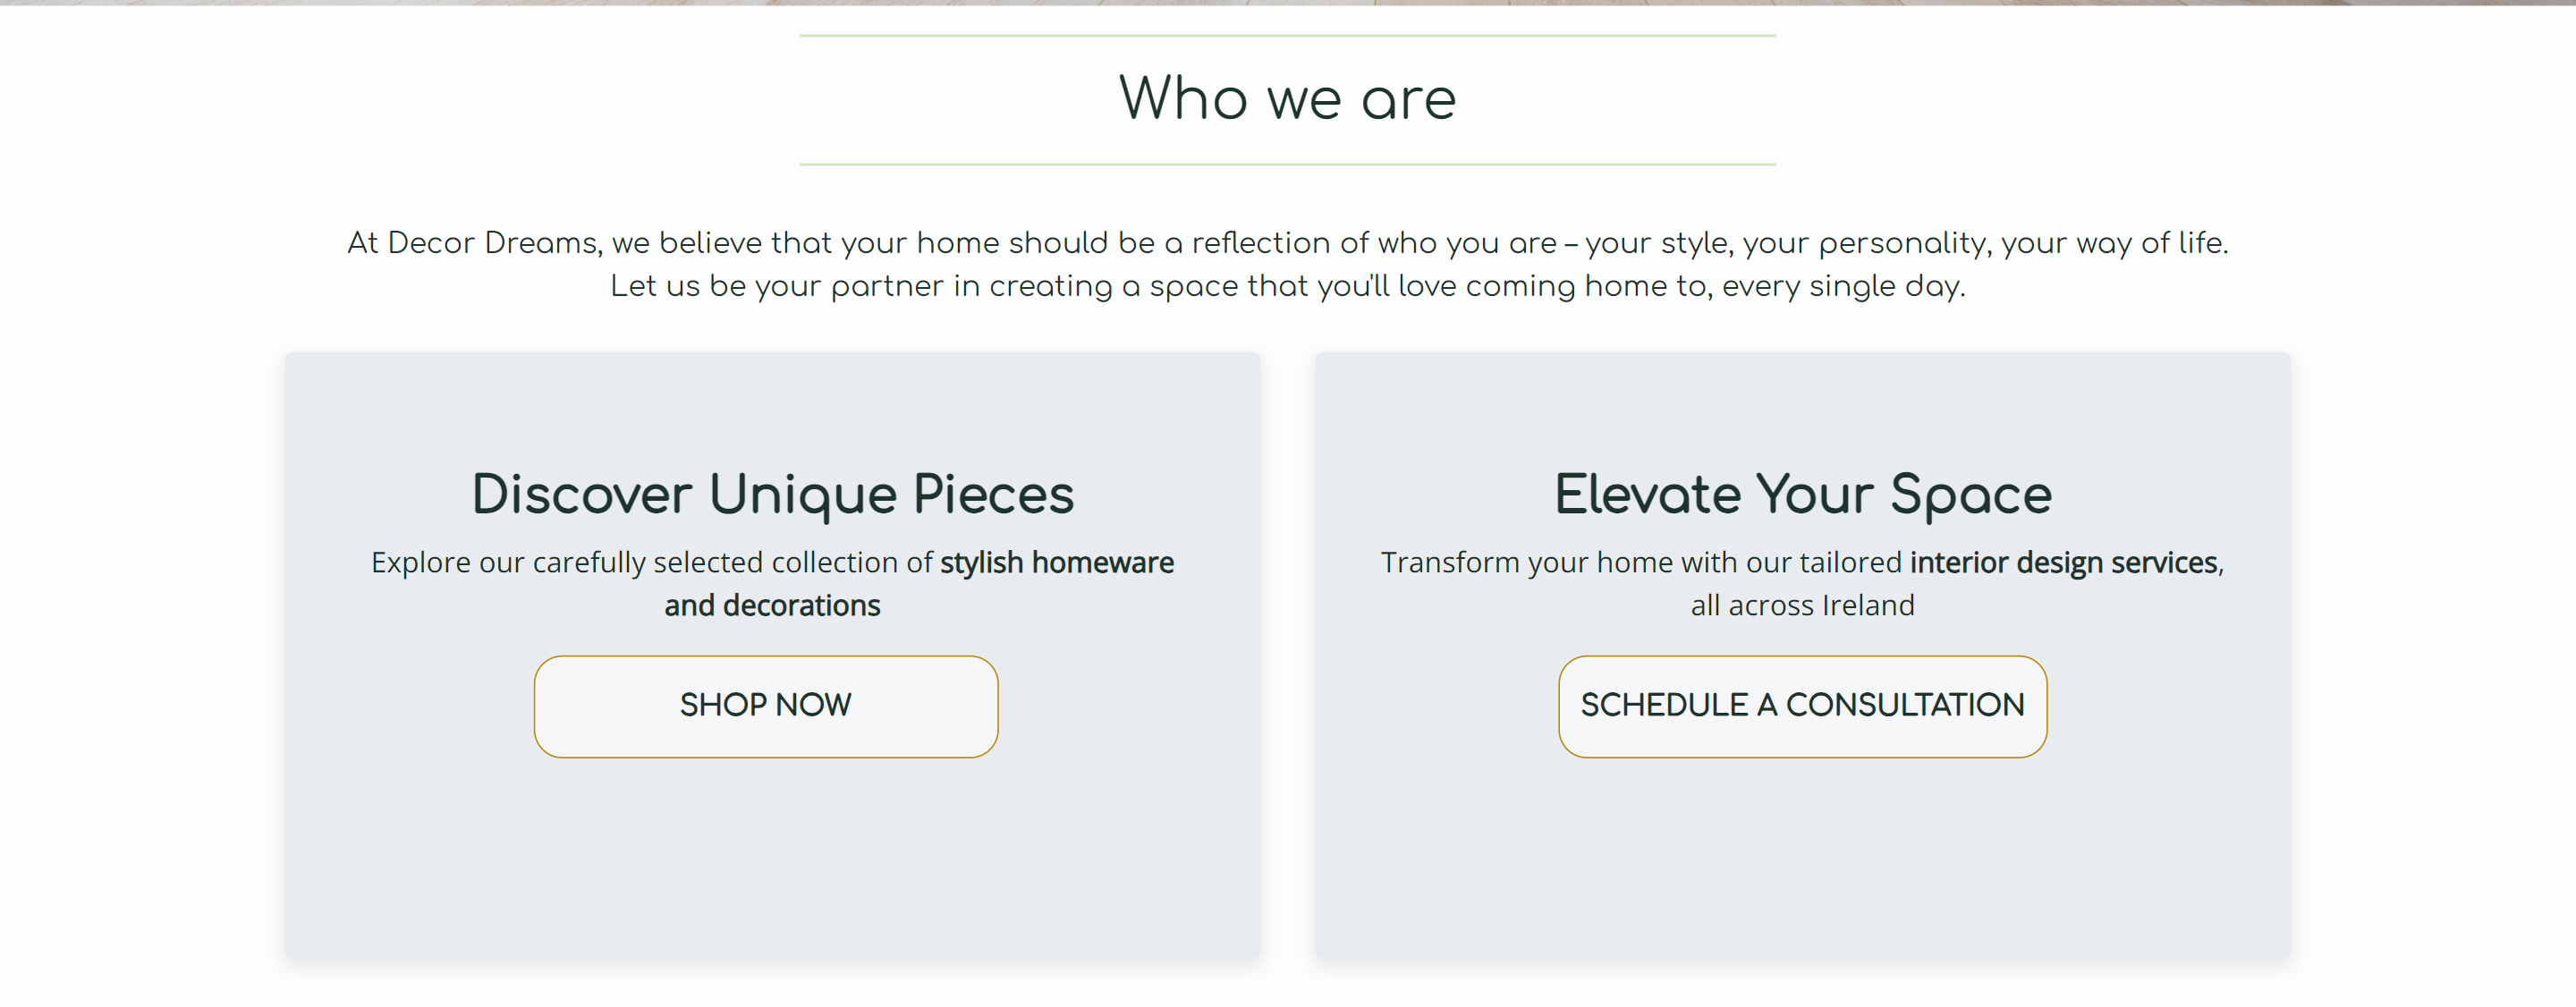 Who we are
At Decor Dreams, we believe that your home should be a reflection of who you are – your style, your personality, your way of life.
Let us be your partner in creating a space that you'll love coming home to, every single day.
Discover Unique Pieces
Explore our carefully selected collection of stylish homeware
and decorations
SHOP NOW
Elevate Your Space
Transform your home with our tailored interior design services,
all across Ireland
SCHEDULE A CONSULTATION